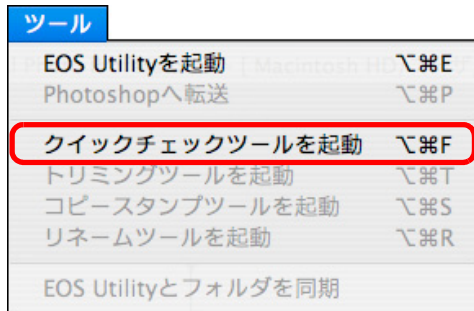 ツール
EOS Utilityを起動 ⌥⌘E
Photoshopへ転送 ⌥⌘P
クイックチェックツールを起動 ⌥⌘F
トリミングツールを起動 ⌥⌘T
コピースタンプツールを起動 ⌥⌘S
リネームツールを起動 ⌥⌘R
EOS Utilityとフォルダを同期